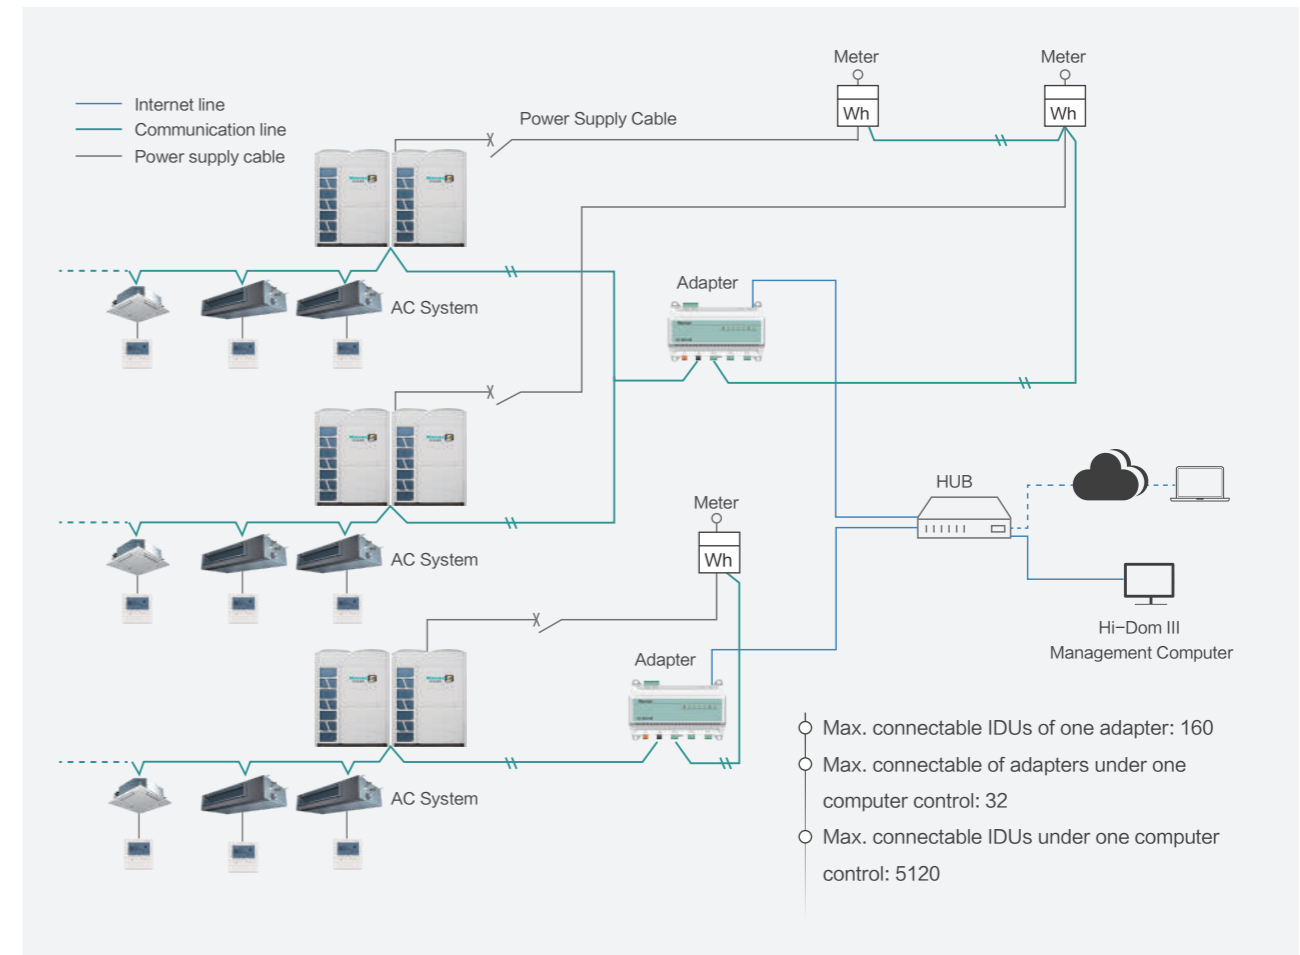 Meter
Meter
Internet line
Communication line
Power supply cable
Power Supply Cable
Wh
Wh
Adapter
AC System
HUB
Meter
Wh
AC System
Hi-Dom III
Management Computer
Adapter
Max. connectable IDUs of one adapter: 160
Max. connectable of adapters under one
computer control: 32
Max. connectable IDUs under one computer
control: 5120
AC System